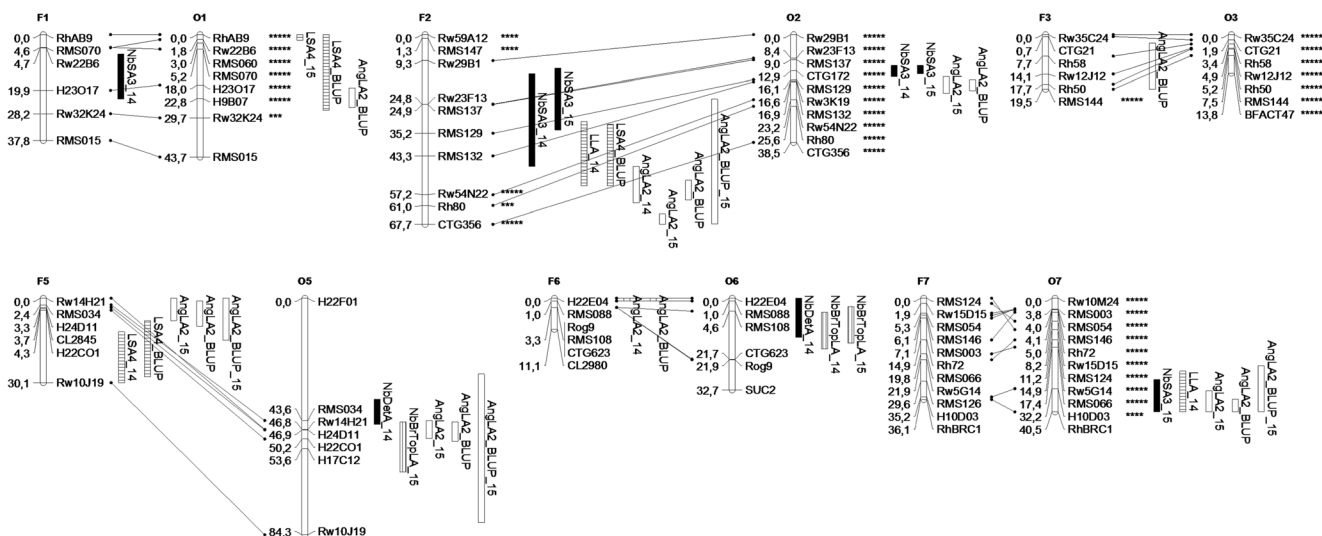 F1
0,0 RhAB9
4,6 RMS070
4,7 Rw22B6
19,9 H23O17
28,2 Rw32K24
37,8 RMS015
NbSA3_14
O1
0,0 RhAB9 *****
1,8 Rw22B6 *****
3,0 RMS060 *****
5,2 RMS070 *****
18,0 H23O17 *****
22,8 H9B07 *****
29,7 Rw32K24 ***
43,7 RMS015
LSA4_15
LSA4_BLUP
AngLA2_BLUP
F2
0,0 Rw59A12 ****
1,3 RMS147 ****
9,3 Rw29B1
24,8 Rw23F13
24,9 RMS137
35,2 RMS129
43,3 RMS132
57,2 Rw54N22 *****
61,0 Rh80 ***
67,7 CTG356 *****
NbSA3_14
NbSA3_15
LLA_14
LSA4_BLUP
AngLA2_14
AngLA2_15
AngLA2_BLUP
AngLA2_BLUP_15
O2
0,0 Rw29B1 *****
8,4 Rw23F13 *****
9,0 RMS137 *****
12,9 CTG172 *****
16,1 RMS129 *****
16,6 Rw3K19 *****
16,9 RMS132 *****
23,2 Rw54N22 *****
25,6 Rh80 *****
38,5 CTG356 *****
NbSA3_14
NbSA3_15
AngLA2_15
AngLA2_BLUP
F3
0,0 Rw35C24
0,7 CTG21
7,7 Rh58
14,1 Rw12J12
17,7 Rh50
19,5 RMS144 *****
AngLA2_BLUP
O3
0,0 Rw35C24 *****
1,9 CTG21 *****
3,4 Rh58 *****
4,9 Rw12J12 *****
5,2 Rh50 *****
7,5 RMS144 *****
13,8 BFACT47 *****
F5
0,0 Rw14H21
2,4 RMS034
3,3 H24D11
3,7 CL2845
4,3 H22CO1
30,1 Rw10J19
LSA4_14
LSA4_BLUP
AngLA2_15
AngLA2_BLUP
AngLA2_BLUP_15
O5
0,0 H22F01
43,6 RMS034
46,8 Rw14H21
46,9 H24D11
50,2 H22CO1
53,6 H17C12
84,3 Rw10J19
NbDetA_14
NbBrTopLA_15
AngLA2_15
AngLA2_BLUP
AngLA2_BLUP_15
F6
0,0 H22E04
1,0 RMS088
Rog9
3,3 RMS108
CTG623
11,1 CL2980
AngLA2_14
AngLA2_BLUP
O6
0,0 H22E04
1,0 RMS088
4,6 RMS108
21,7 CTG623
21,9 Rog9
32,7 SUC2
NbDetA_14
NbBrTopLA_14
NbBrTopLA_15
F7
0,0 RMS124
1,9 Rw15D15
5,3 RMS054
6,1 RMS146
7,1 RMS003
14,9 Rh72
19,8 RMS066
21,9 Rw5G14
29,6 RMS126
35,2 H10D03
36,1 RhBRC1
O7
0,0 Rw10M24 *****
3,8 RMS003 *****
4,0 RMS054 *****
4,1 RMS146 *****
5,0 Rh72 *****
8,2 Rw15D15 *****
11,2 RMS124 *****
14,9 Rw5G14 *****
17,4 RMS066 *****
32,2 H10D03 ****
40,5 RhBRC1
NbSA3_15
LLA_14
AngLA2_15
AngLA2_BLUP
AngLA2_BLUP_15